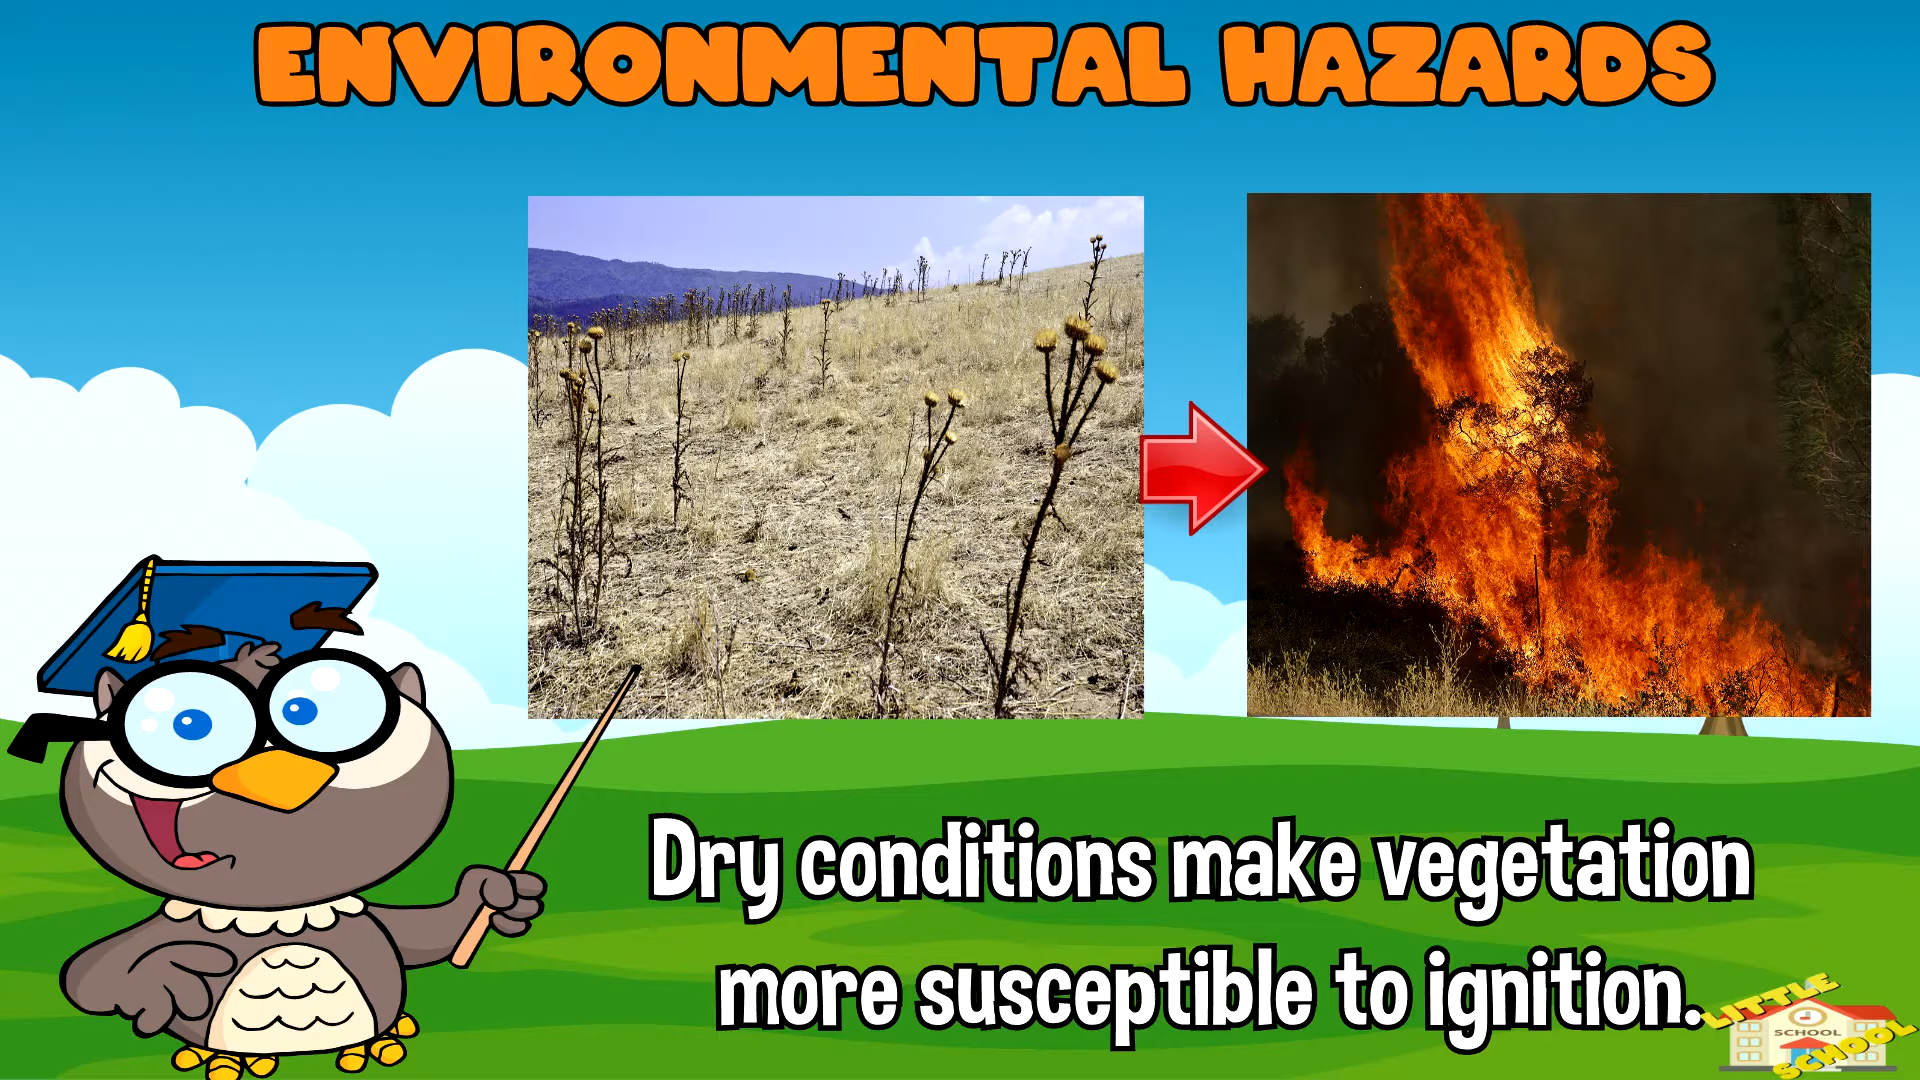 ENVIRONMENTAL HAZARDS
Dry conditions make vegetation
more susceptible to ignition.
LITTLE
SCHOOL
SCHOOL